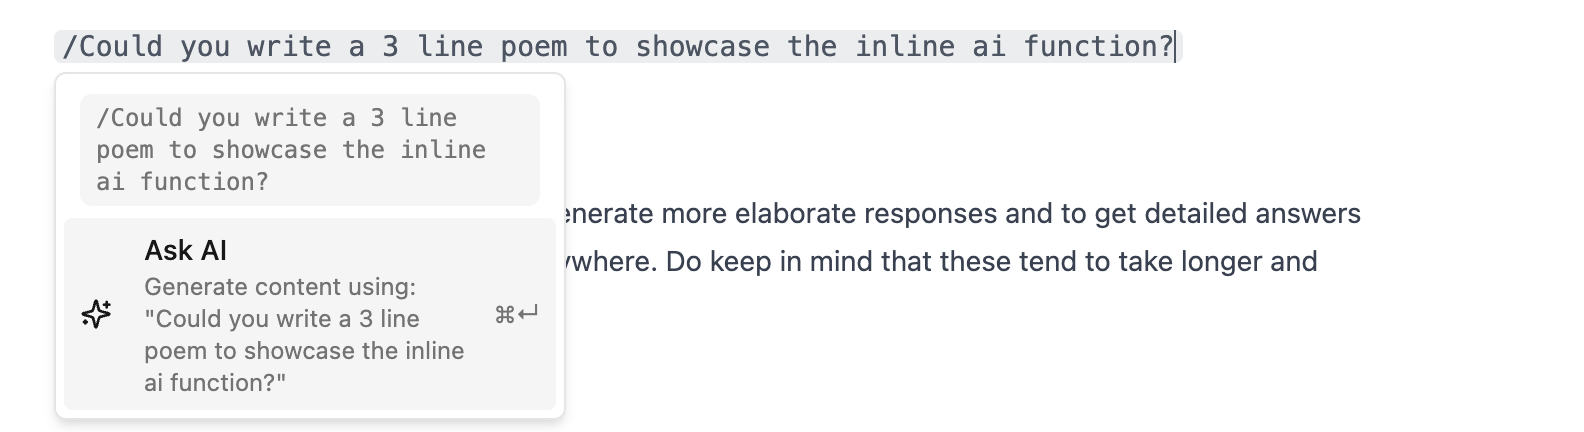 /Could you write a 3 line poem to showcase the inline ai function?
/Could you write a 3 line
poem to showcase the inline
ai function?
Ask AI
Generate content using:
"Could you write a 3 line
poem to showcase the inline
ai function?"
⌘↵
more elaborate responses and to get detailed answers
Do keep in mind that these tend to take longer and